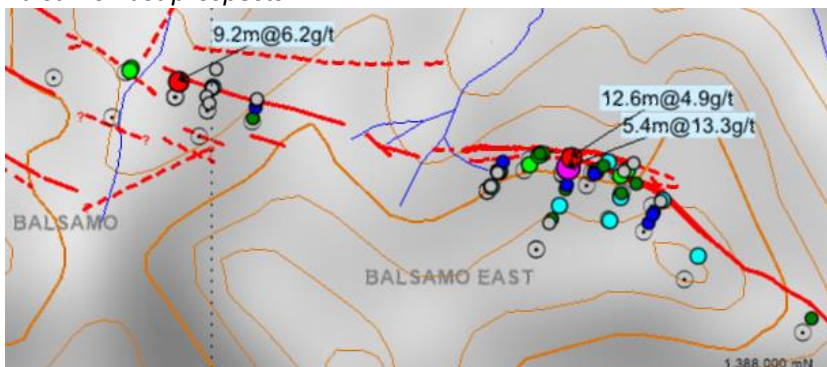 9.2m@6.2g/t
12.6m@4.9g/t
5.4m@13.3g/t
?
?
BALSAMO
BALSAMO EAST
1 388 000 mN